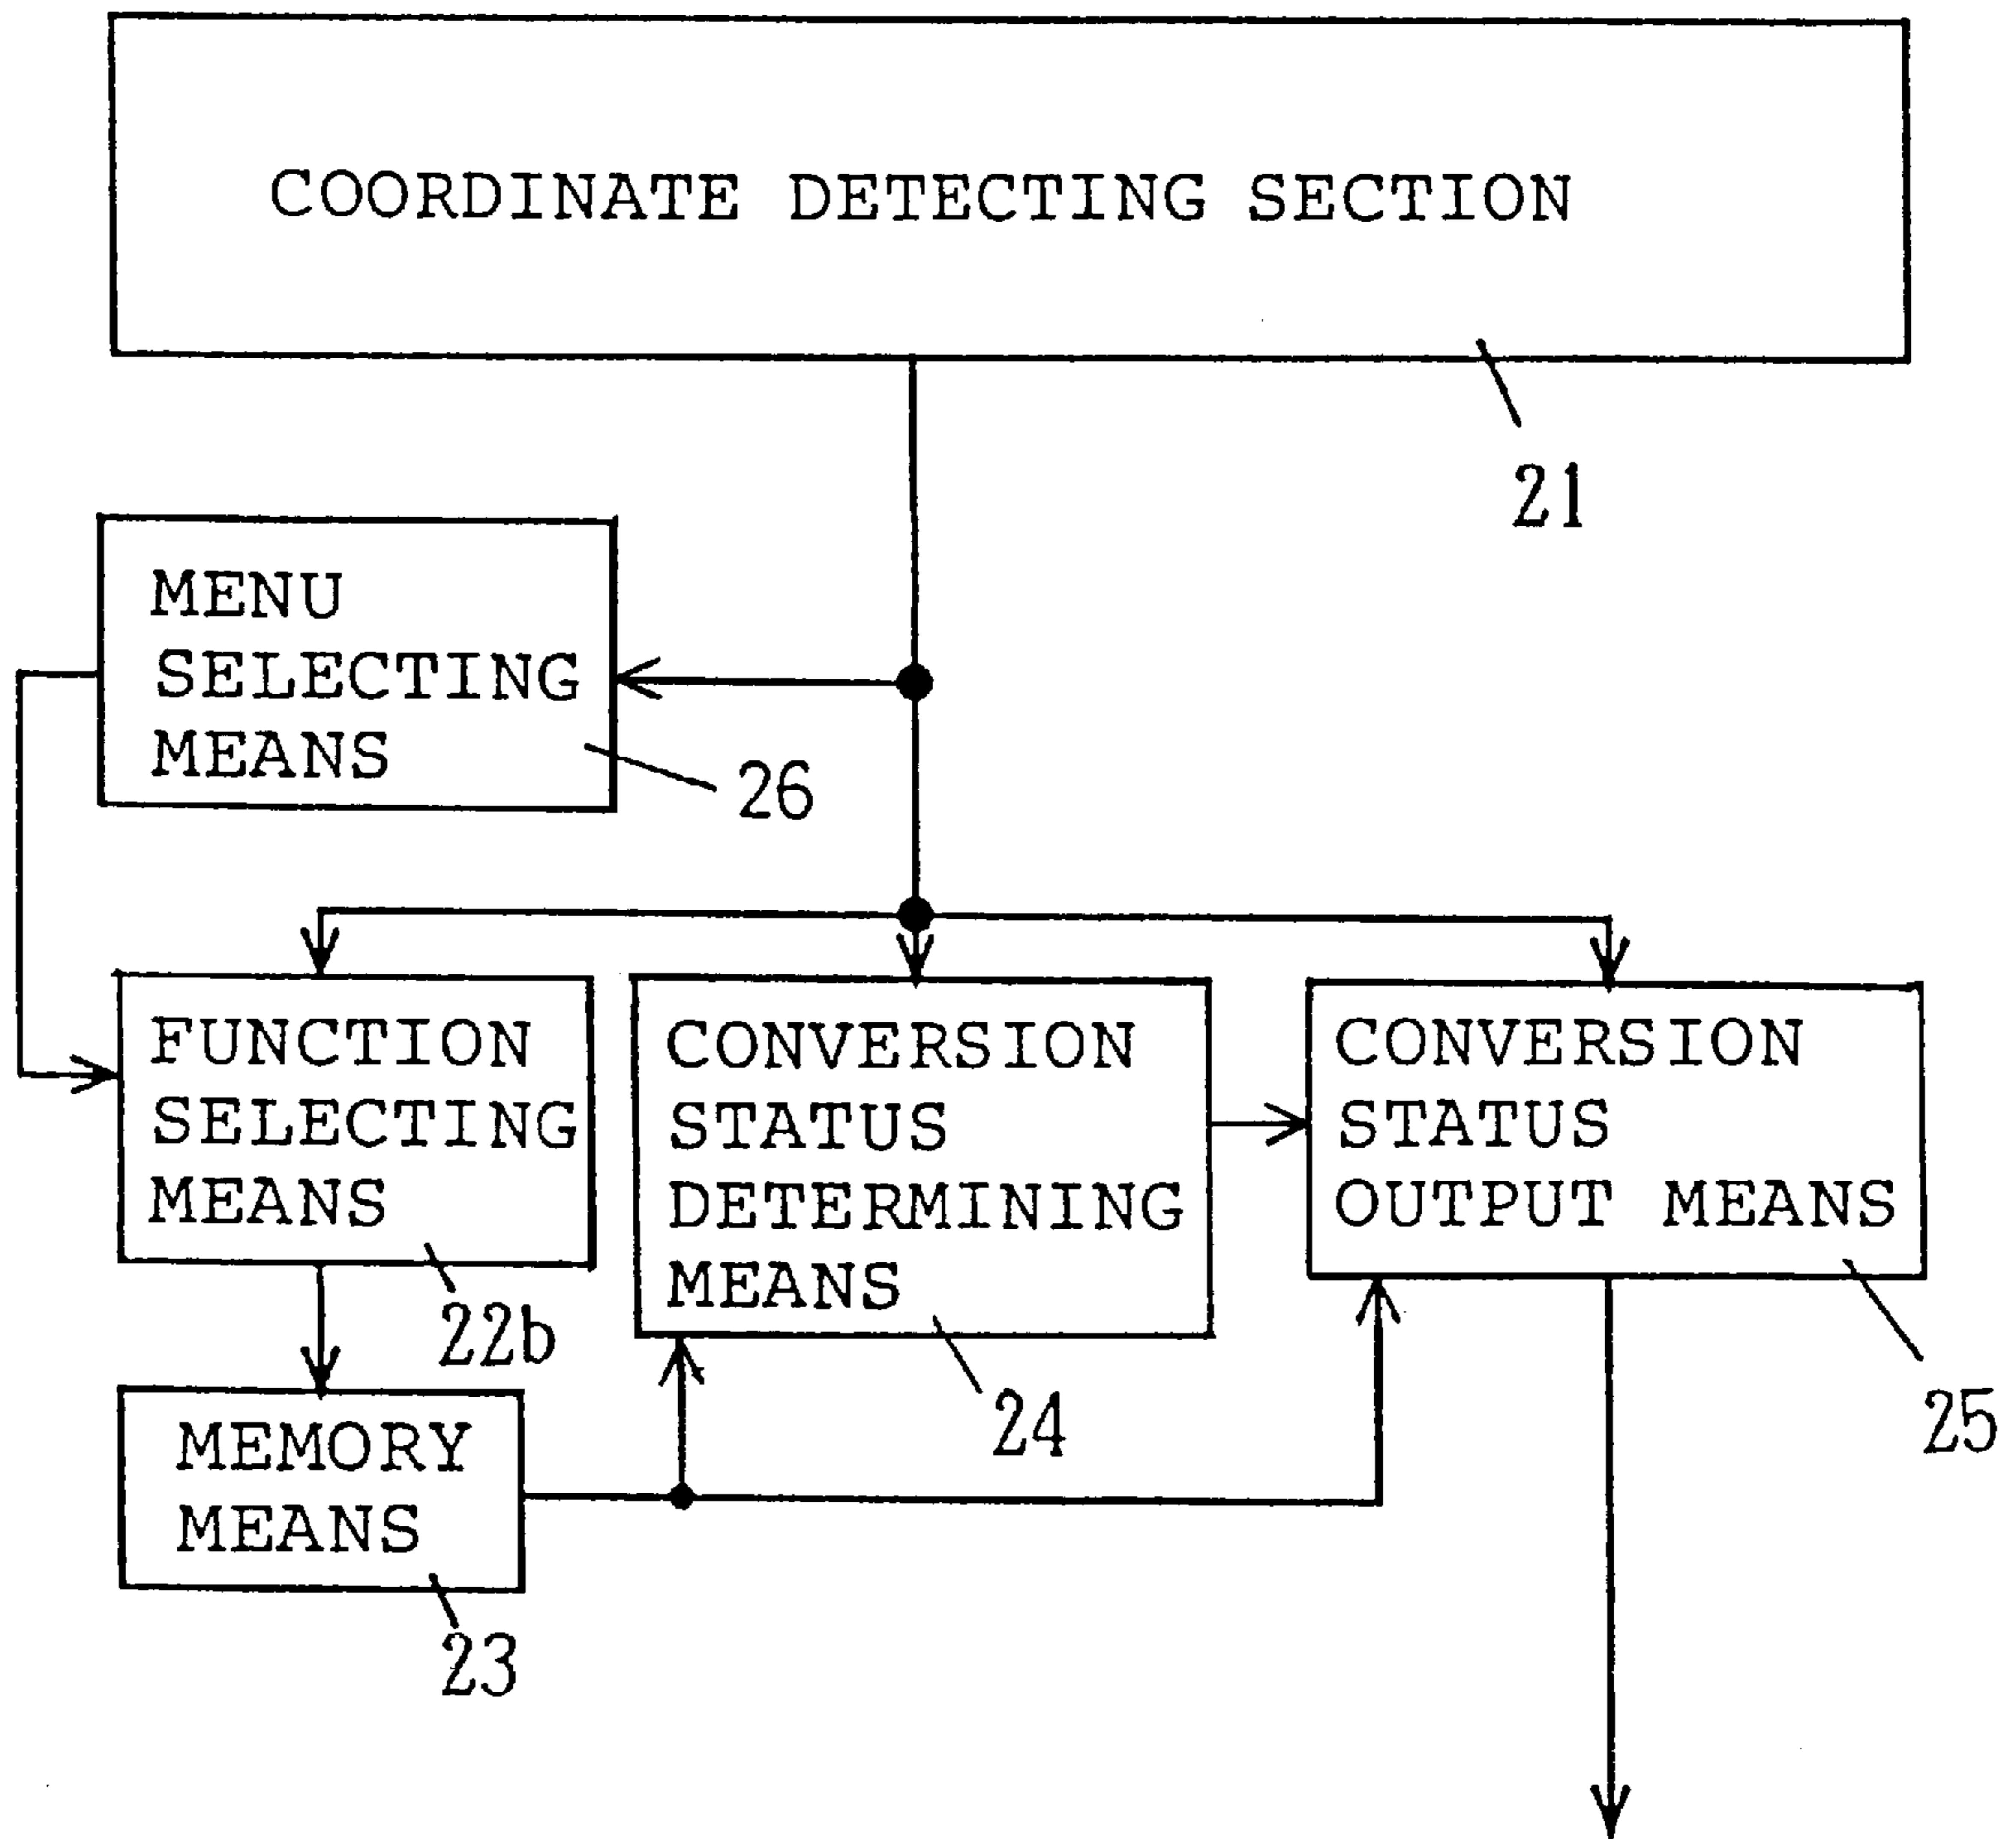 COORDINATE DETECTING SECTION
21
MENU
SELECTING
MEANS
26
FUNCTION
SELECTING
MEANS
22b
CONVERSION
STATUS
DETERMINING
MEANS
24
CONVERSION
STATUS
OUTPUT MEANS
25
MEMORY
MEANS
23